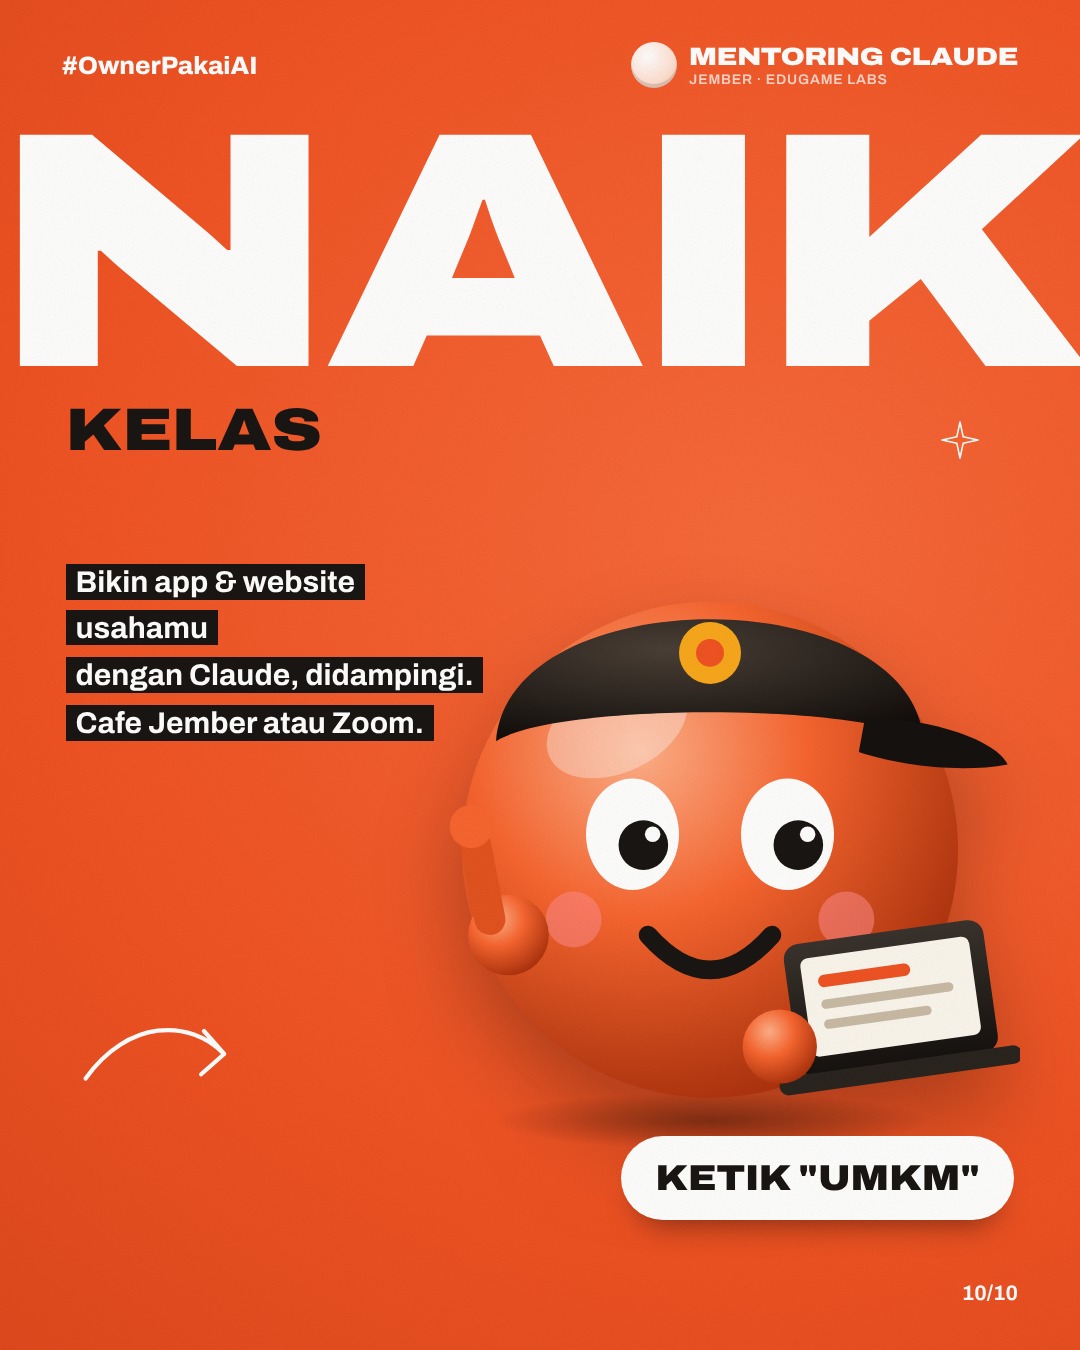 #OwnerPakaiAI
MENTORING CLAUDE
JEMBER · EDUGAME LABS
NAIK
KELAS
Bikin app & website
usahamu
dengan Claude, didampingi.
Cafe Jember atau Zoom.
KETIK "UMKM"
10/10